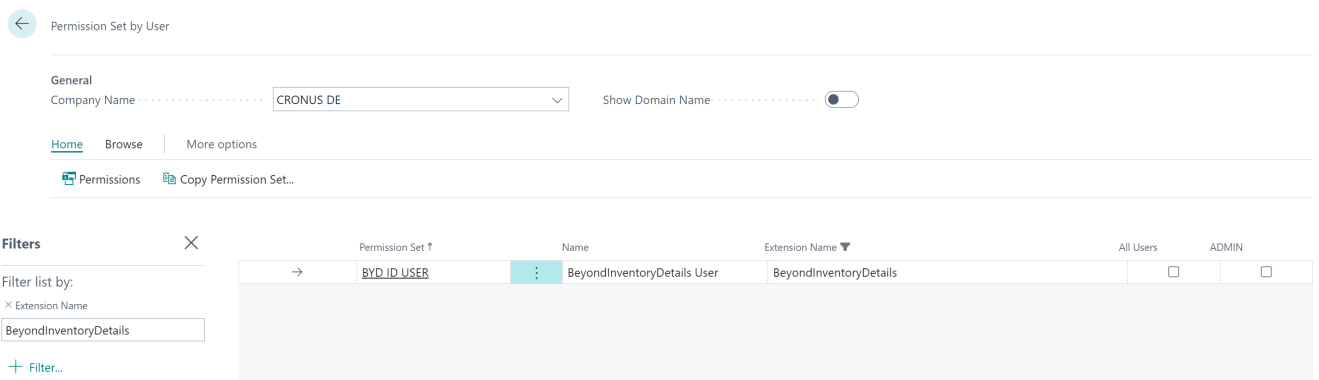 Permission Set by User
General
Company Name CRONUS DE Show Domain Name
Home Browse More options
Permissions Copy Permission Set...
Filters
Permission Set ↑ Name Extension Name All Users ADMIN
→ BYD ID USER BeyondInventoryDetails User BeyondInventoryDetails
Filter list by:
× Extension Name
BeyondInventoryDetails
+ Filter...